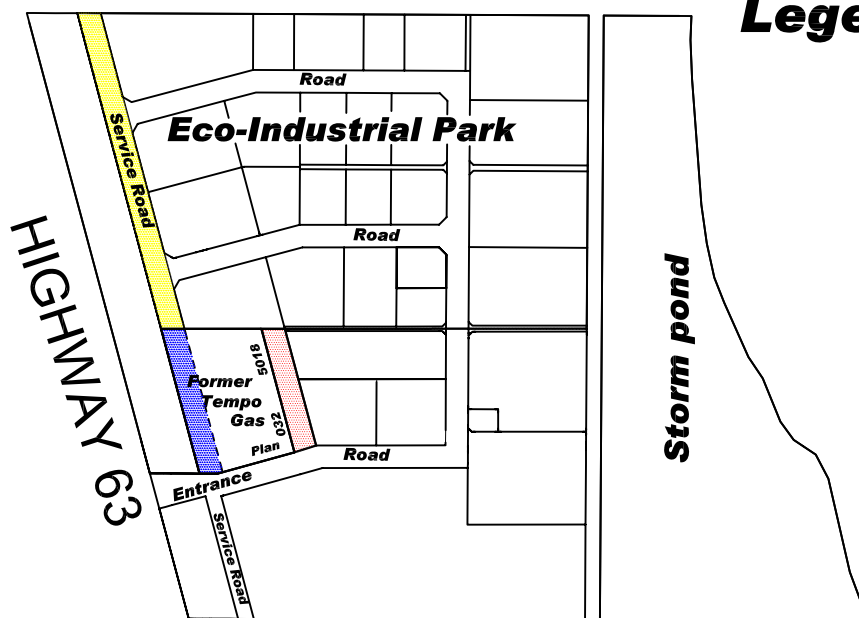 Lege
Road
Eco-Industrial Park
Service Road
Road
HIGHWAY 63
Storm pond
5018
Former
Tempo
Gas
032
Plan
Road
Entrance
Service Road